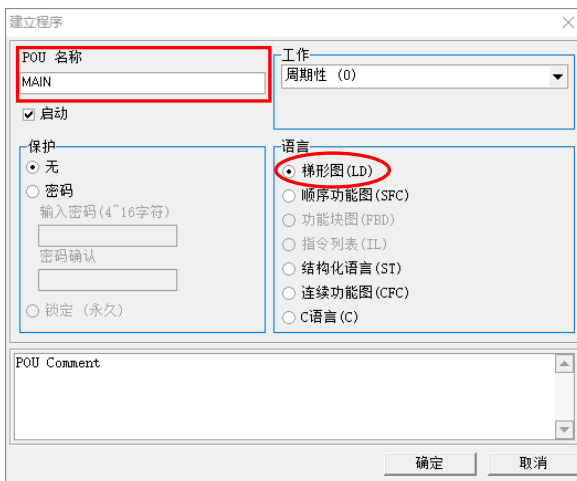 建立程序
POU 名称
MAIN
启动
工作
周期性 (0)
保护
无
密码
输入密码(4~16字符)
密码确认
锁定 (永久)
语言
梯形图(LD)
顺序功能图(SFC)
功能块图(FBD)
指令列表(IL)
结构化语言(ST)
连续功能图(CFC)
C语言(C)
POU Comment
确定
取消